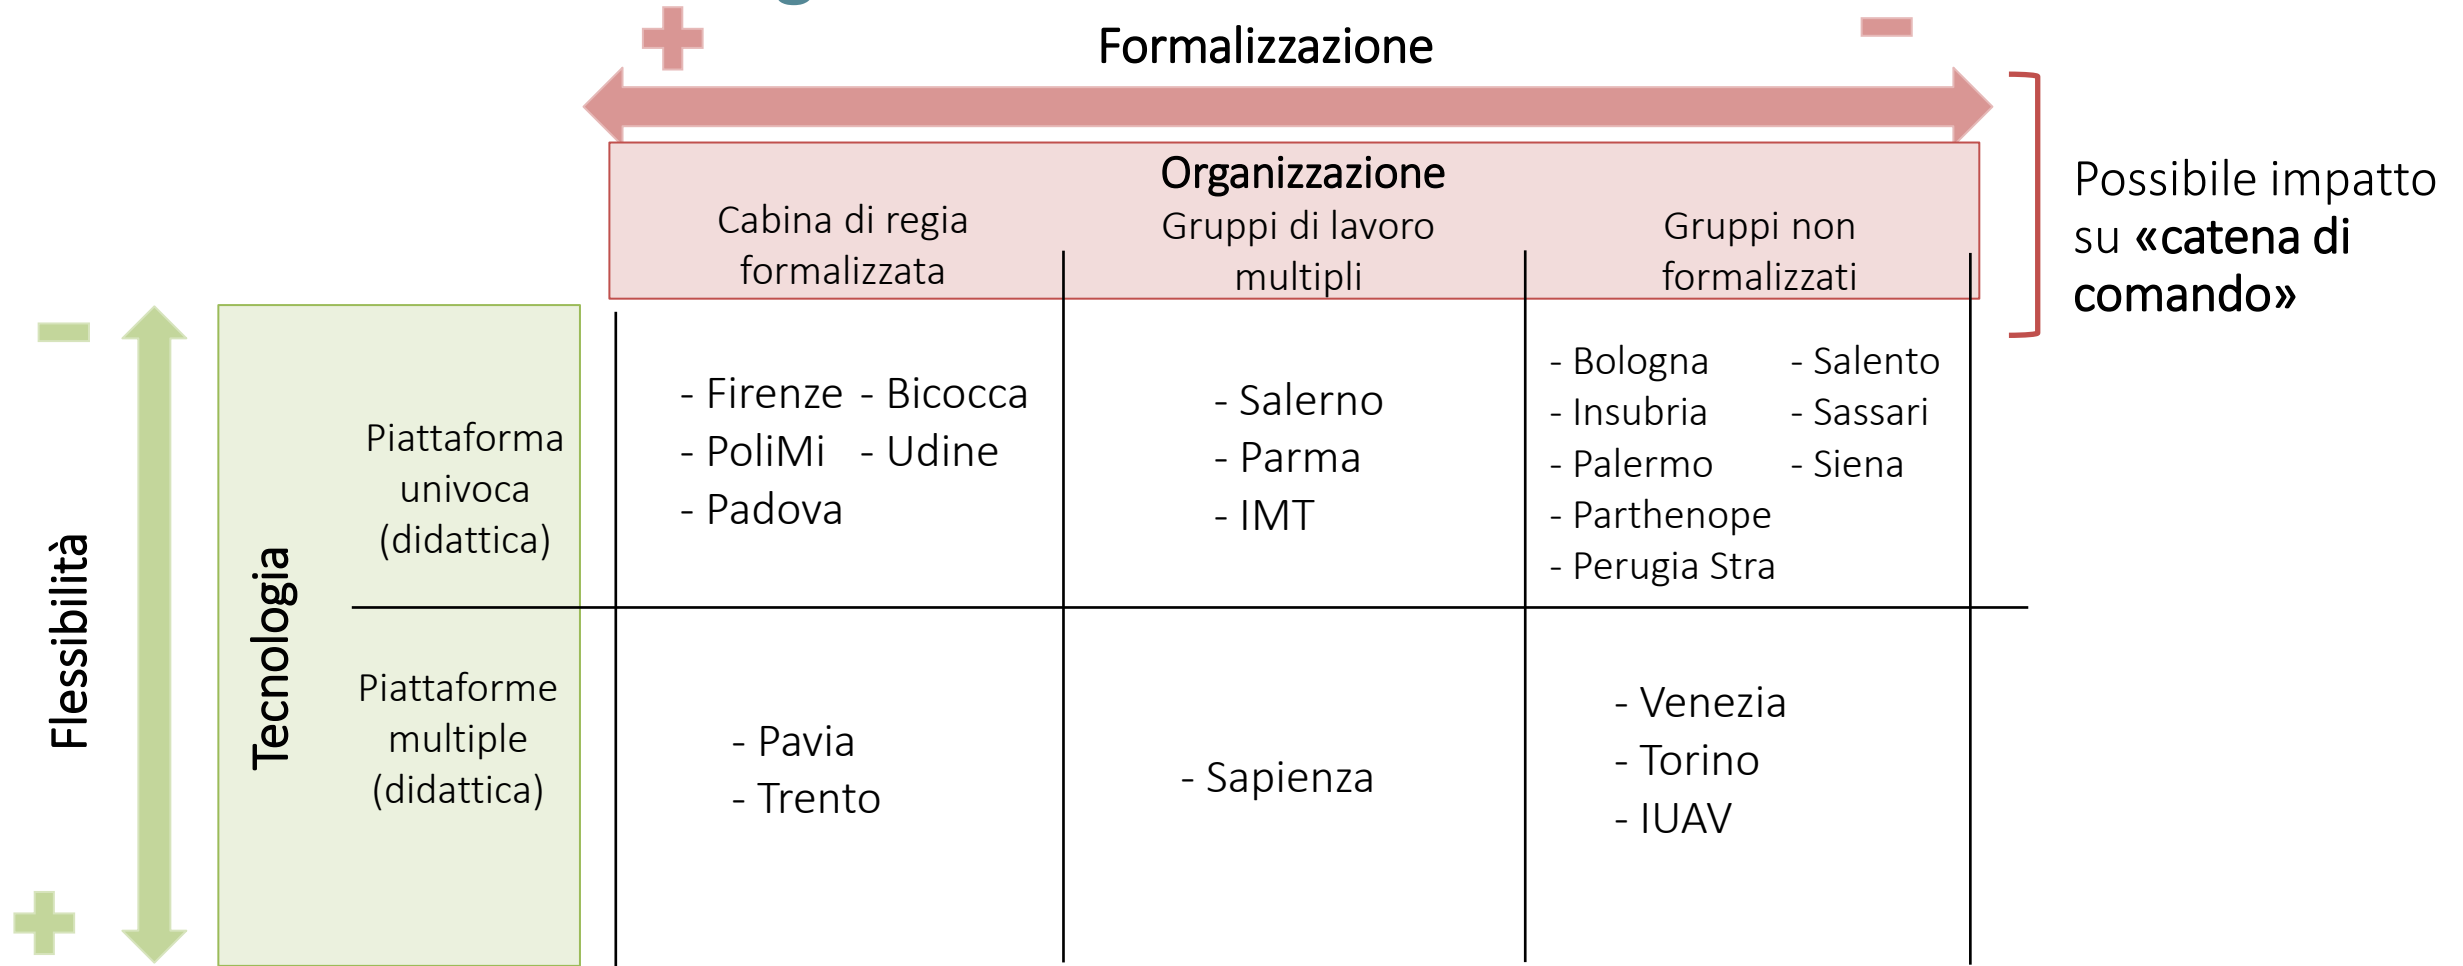 Formalizzazione
Organizzazione
Cabina di regia
formalizzata
Gruppi di lavoro
multipli
Gruppi non
formalizzati
Possibile impatto
su «catena di
comando»
Flessibilità
Tecnologia
Piattaforma
univoca
(didattica)
- Firenze
- PoliMi
- Padova
- Bicocca
- Udine
- Salerno
- Parma
- IMT
- Bologna
- Insubria
- Palermo
- Parthenope
- Perugia Stra
- Salento
- Sassari
- Siena
Piattaforme
multiple
(didattica)
- Pavia
- Trento
- Sapienza
- Venezia
- Torino
- IUAV